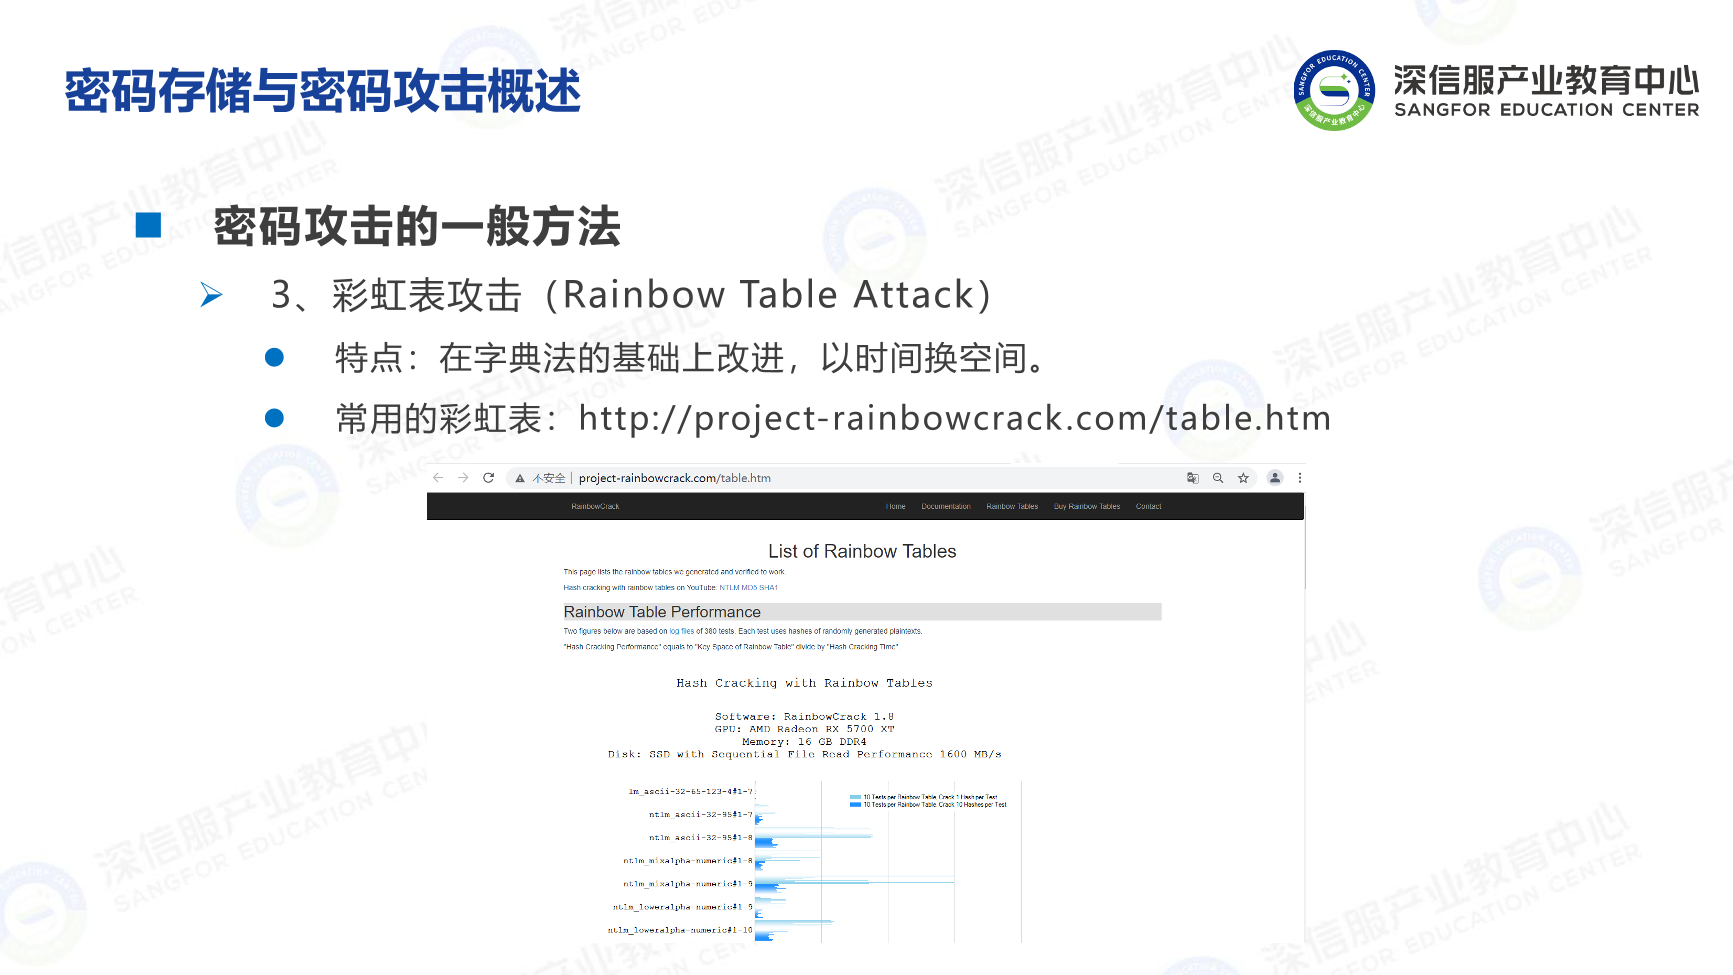 密码存储与密码攻击概述
深信服产业教育中心
SANGFOR EDUCATION CENTER
密码攻击的一般方法
3、彩虹表攻击（Rainbow Table Attack）
特点：在字典法的基础上改进，以时间换空间。
常用的彩虹表：http://project-rainbowcrack.com/table.htm
不安全 | project-rainbowcrack.com/table.htm
RainbowCrack Home Documentation Rainbow Tables Buy Rainbow Tables Contact
List of Rainbow Tables
This page lists the rainbow tables we generated and verified to work.
Hash cracking with rainbow tables on YouTube: NTLM MD5 SHA1
Rainbow Table Performance
Two figures below are based on log files of 380 tests. Each test uses hashes of randomly generated plaintexts.
"Hash Cracking Performance" equals to "Key Space of Rainbow Table" divide by "Hash Cracking Time"
Hash Cracking with Rainbow Tables
Software: RainbowCrack 1.8
GPU: AMD Radeon RX 5700 XT
Memory: 16 GB DDR4
Disk: SSD with Sequential File Read Performance 1600 MB/s
lm_ascii-32-65-123-4#1-7
10 Tests per Rainbow Table, Crack 1 Hash per Test
10 Tests per Rainbow Table, Crack 10 Hashes per Test
ntlm_ascii-32-95#1-7
ntlm_ascii-32-95#1-8
ntlm_mixalpha-numeric#1-8
ntlm_mixalpha-numeric#1-9
ntlm_loweralpha-numeric#1-9
ntlm_loweralpha-numeric#1-10